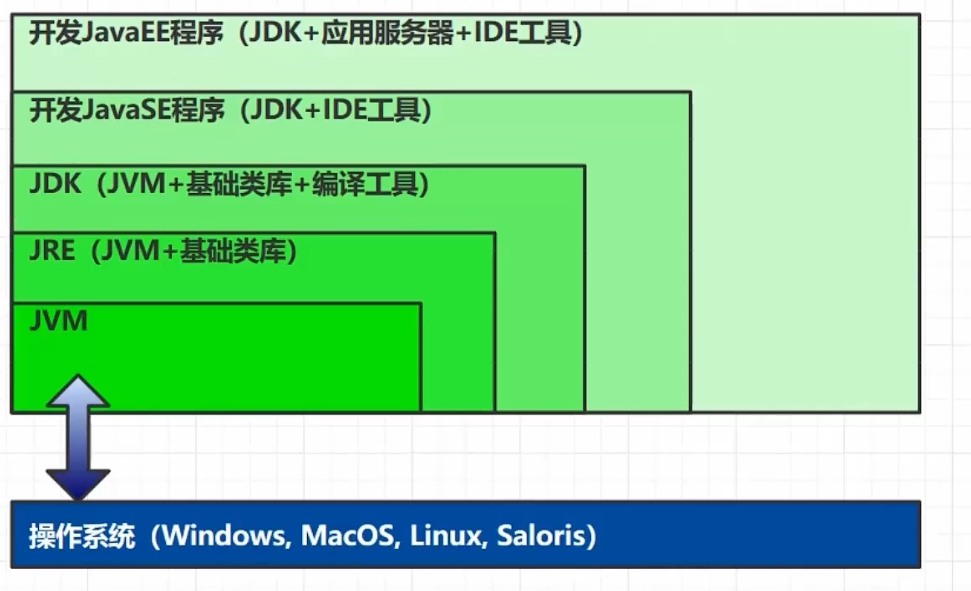 开发JavaEE程序（JDK+应用服务器+IDE工具）
开发JavaSE程序（JDK+IDE工具）
JDK（JVM+基础类库+编译工具）
JRE（JVM+基础类库）
JVM
操作系统（Windows, MacOS, Linux, Saloris）